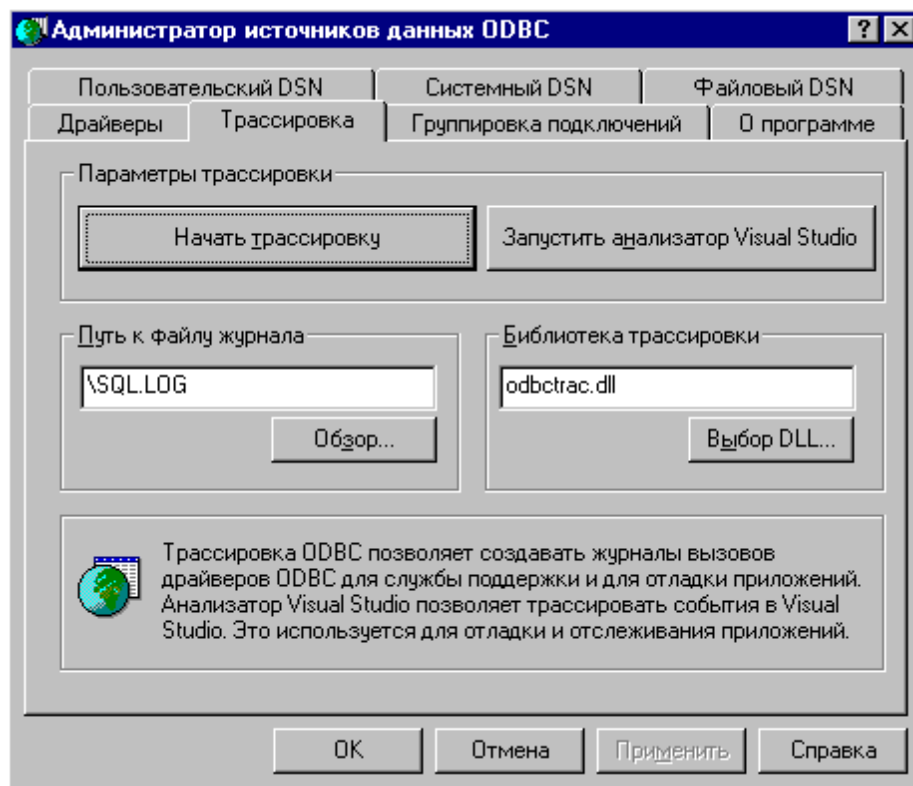 Администратор источников данных ODBC
Пользовательский DSN
Системный DSN
Файловый DSN
Драйверы
Трассировка
Группировка подключений
О программе
Параметры трассировки
Начать трассировку
Запустить анализатор Visual Studio
Путь к файлу журнала
Библиотека трассировки
\SQL.LOG
odbctrac.dll
Обзор...
Выбор DLL...
Трассировка ODBC позволяет создавать журналы вызовов
драйверов ODBC для службы поддержки и для отладки приложений.
Анализатор Visual Studio позволяет трассировать события в Visual
Studio. Это используется для отладки и отслеживания приложений.
OK
Отмена
Применить
Справка